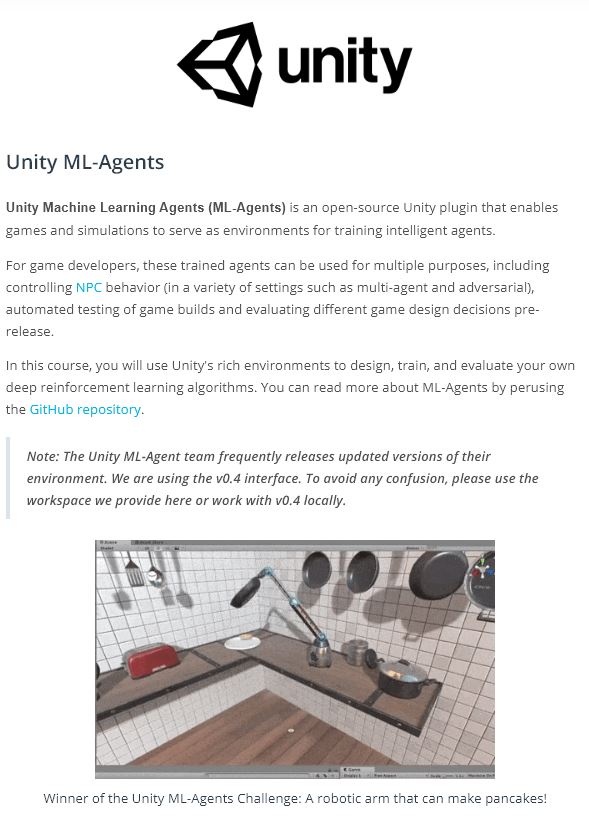 unity
Unity ML-Agents
Unity Machine Learning Agents (ML-Agents) is an open-source Unity plugin that enables
games and simulations to serve as environments for training intelligent agents.
For game developers, these trained agents can be used for multiple purposes, including
controlling NPC behavior (in a variety of settings such as multi-agent and adversarial),
automated testing of game builds and evaluating different game design decisions pre-
release.
In this course, you will use Unity's rich environments to design, train, and evaluate your own
deep reinforcement learning algorithms. You can read more about ML-Agents by perusing
the GitHub repository.
Note: The Unity ML-Agent team frequently releases updated versions of their
environment. We are using the v0.4 interface. To avoid any confusion, please use the
workspace we provide here or work with v0.4 locally.
Winner of the Unity ML-Agents Challenge: A robotic arm that can make pancakes!